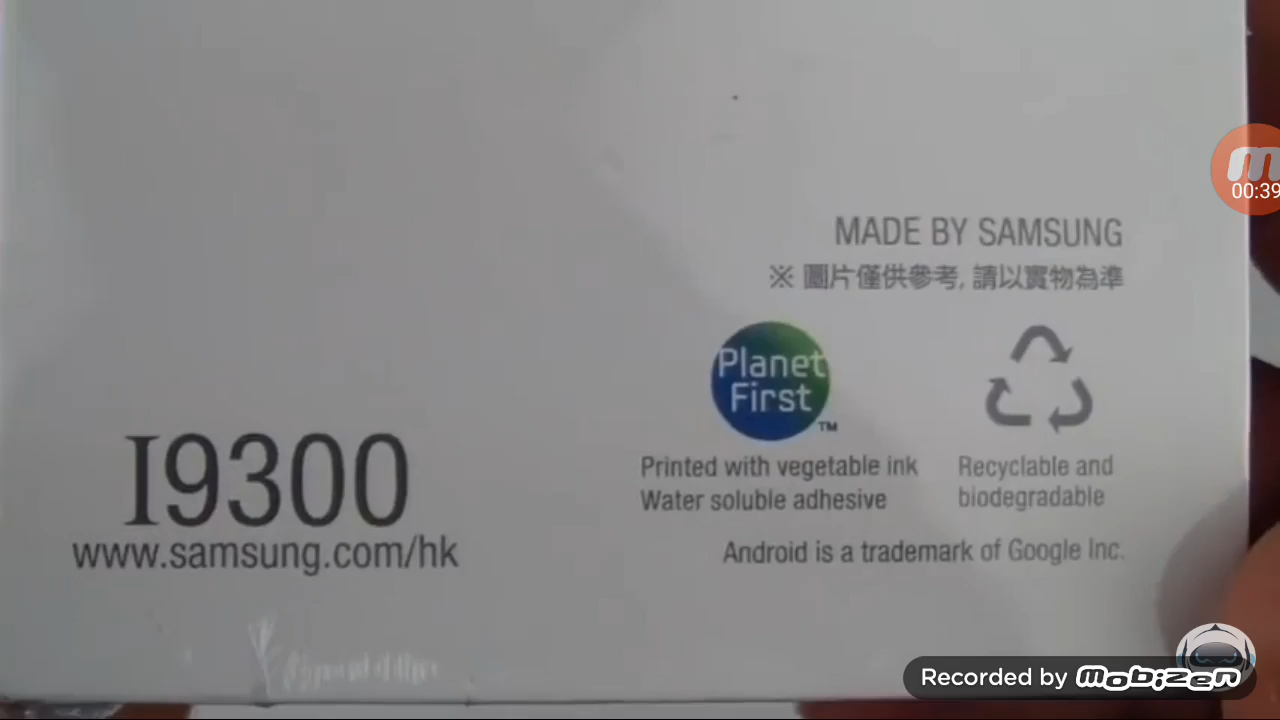 00:39
MADE BY SAMSUNG
※ 圖片僅供參考, 請以實物為準
Planet
First
TM
Printed with vegetable ink
Water soluble adhesive
Recyclable and
biodegradable
I9300
www.samsung.com/hk
Android is a trademark of Google Inc.
Recorded by mobizen